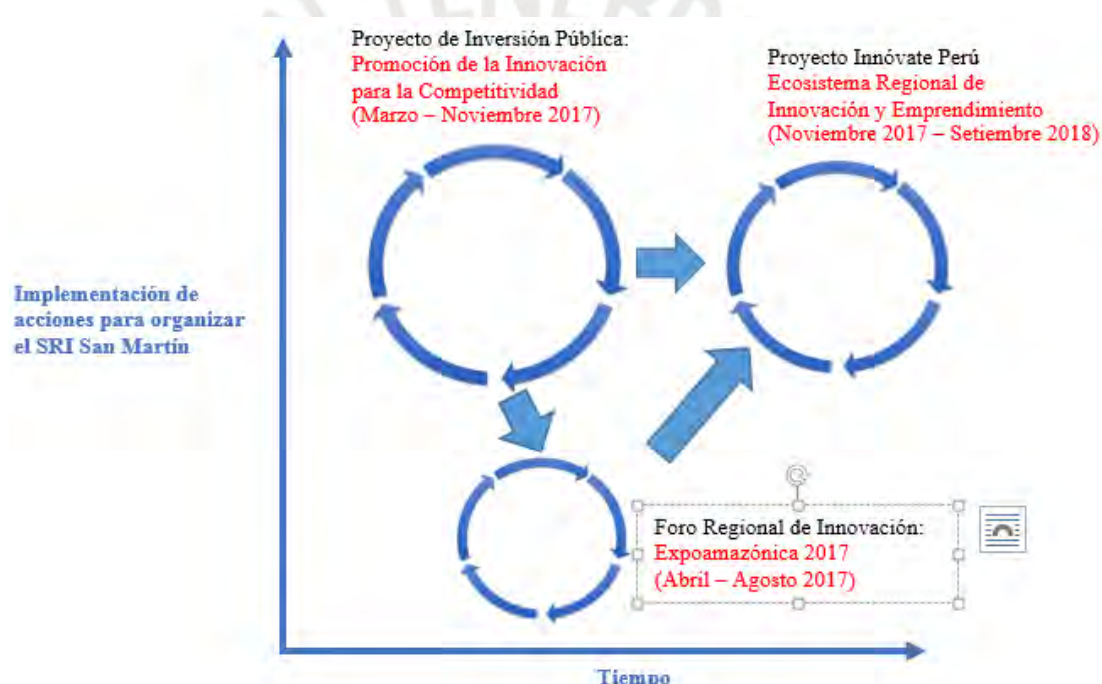 TENERA
Proyecto de Inversión Pública:
Promoción de la Innovación
para la Competitividad
(Marzo – Noviembre 2017)
Proyecto Innóvate Perú
Ecosistema Regional de
Innovación y Emprendimiento
(Noviembre 2017 – Setiembre 2018)
Implementación de
acciones para organizar
el SRI San Martín
Foro Regional de Innovación:
Expoamazónica 2017
(Abril – Agosto 2017)
Tiempo